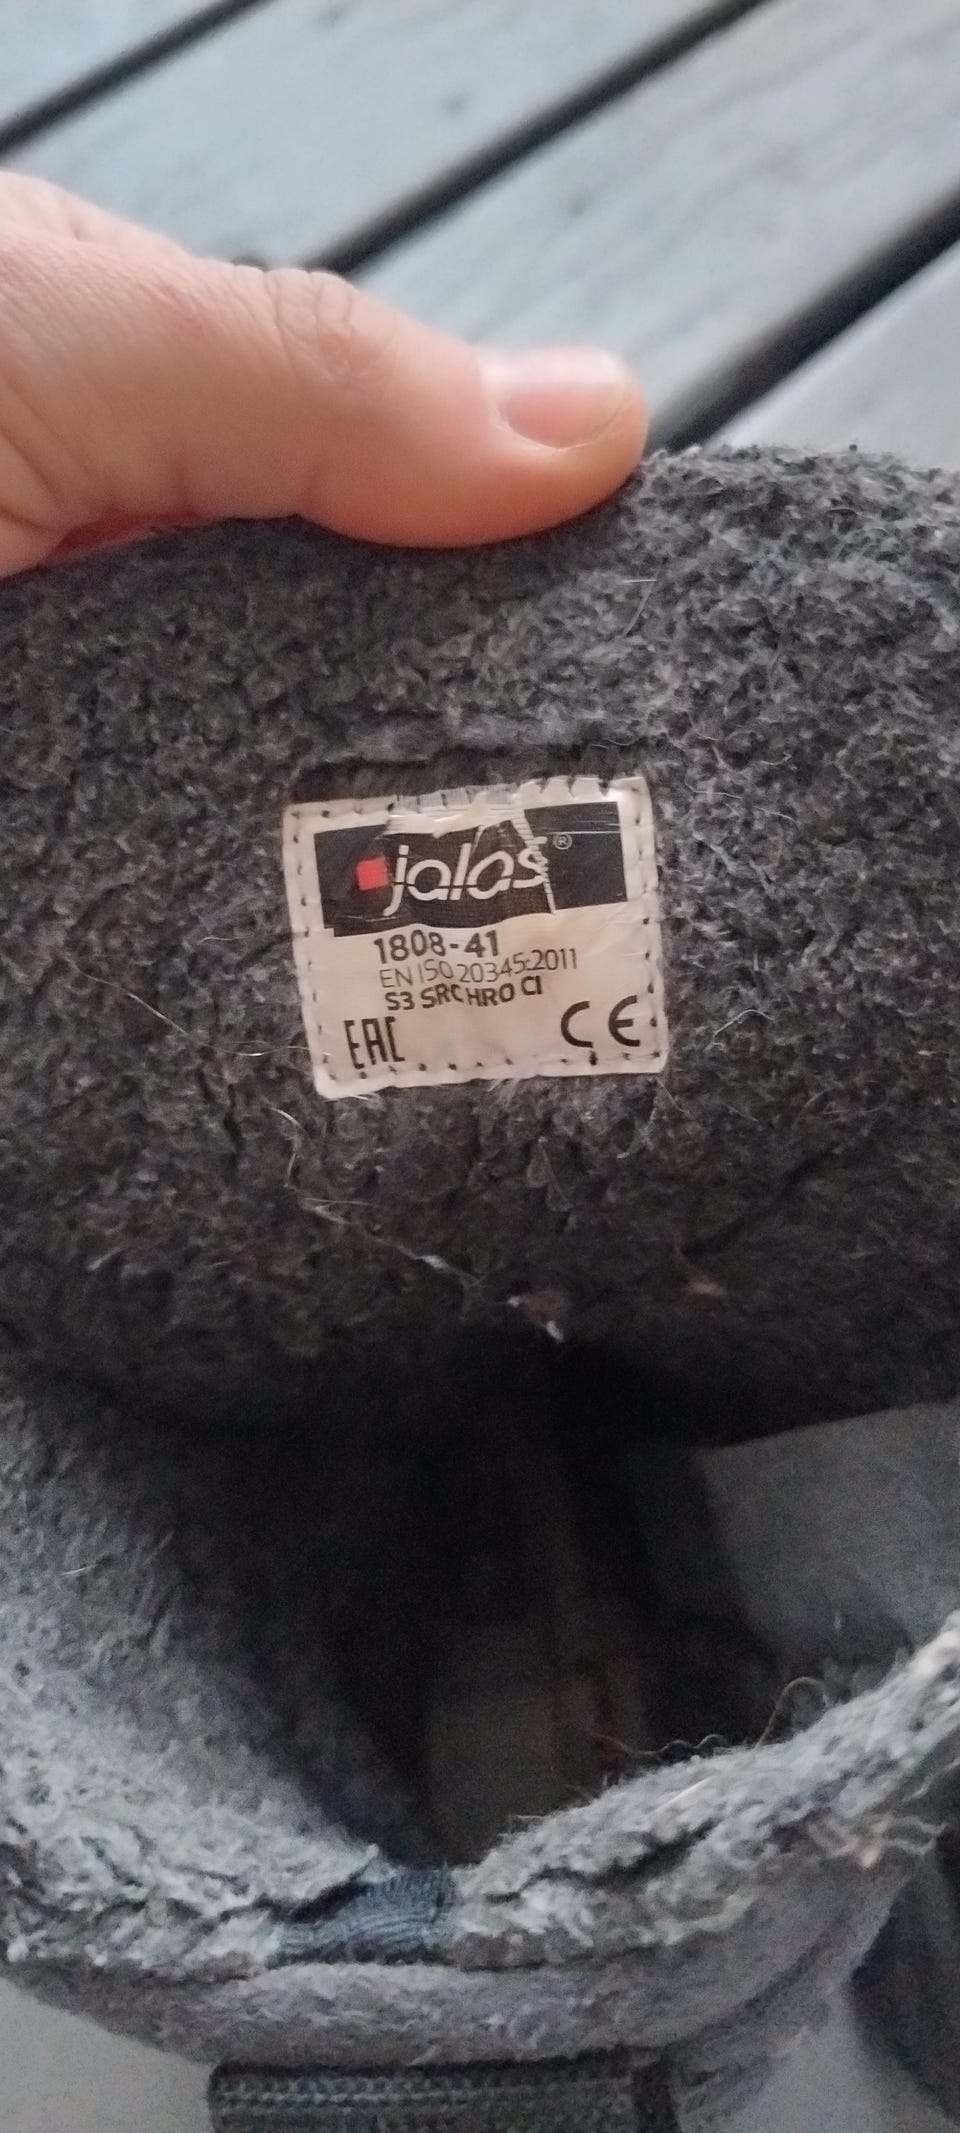 jalas®
1808-41
EN ISO 20345:2011
S3 SRC HRO CI
EAC CE